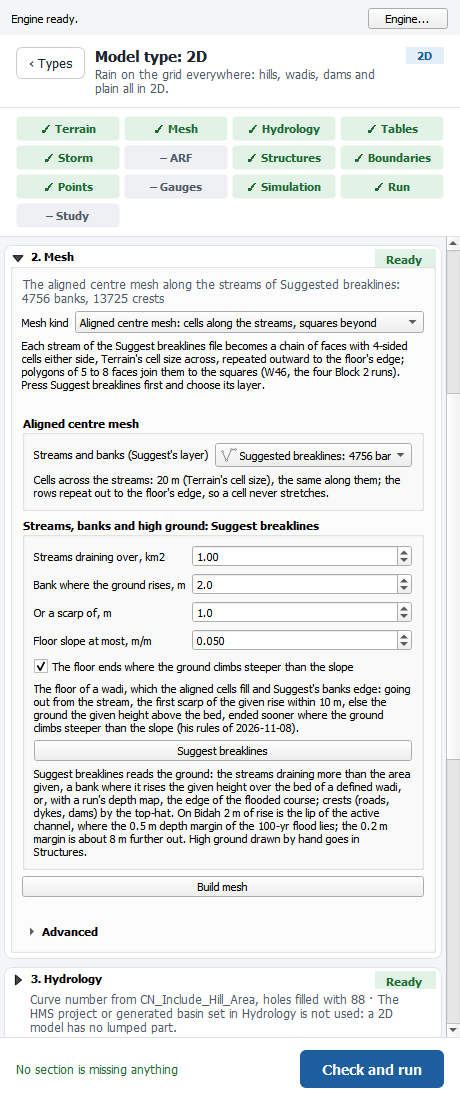 Engine ready.
Engine...
‹ Types
Model type: 2D
2D
Rain on the grid everywhere: hills, wadis, dams and
plain all in 2D.
✓ Terrain
✓ Mesh
✓ Hydrology
✓ Tables
✓ Storm
– ARF
✓ Structures
✓ Boundaries
✓ Points
– Gauges
✓ Simulation
✓ Run
– Study
2. Mesh
Ready
The aligned centre mesh along the streams of Suggested breaklines:
4756 banks, 13725 crests
Mesh kind
Aligned centre mesh: cells along the streams, squares beyond
Each stream of the Suggest breaklines file becomes a chain of faces with 4-sided
cells either side, Terrain's cell size across, repeated outward to the floor's edge;
polygons of 5 to 8 faces join them to the squares (W46, the four Block 2 runs).
Press Suggest breaklines first and choose its layer.
Aligned centre mesh
Streams and banks (Suggest's layer)
Suggested breaklines: 4756 bar
Cells across the streams: 20 m (Terrain's cell size), the same along them; the
rows repeat out to the floor's edge, so a cell never stretches.
Streams, banks and high ground: Suggest breaklines
Streams draining over, km2
1.00
Bank where the ground rises, m
2.0
Or a scarp of, m
1.0
Floor slope at most, m/m
0.050
✓ The floor ends where the ground climbs steeper than the slope
The floor of a wadi, which the aligned cells fill and Suggest's banks edge: going
out from the stream, the first scarp of the given rise within 10 m, else the
ground the given height above the bed, ended sooner where the ground
climbs steeper than the slope (his rules of 2026-11-08).
Suggest breaklines
Suggest breaklines reads the ground: the streams draining more than the area
given, a bank where it rises the given height over the bed of a defined wadi,
or, with a run's depth map, the edge of the flooded course; crests (roads,
dykes, dams) by the top-hat. On Bidah 2 m of rise is the lip of the active
channel, where the 0.5 m depth margin of the 100-yr flood lies; the 0.2 m
margin is about 8 m further out. High ground drawn by hand goes in
Structures.
Build mesh
Advanced
3. Hydrology
Ready
Curve number from CN_Include_Hill_Area, holes filled with 88 · The
HMS project or generated basin set in Hydrology is not used: a 2D
model has no lumped part.
No section is missing anything
Check and run